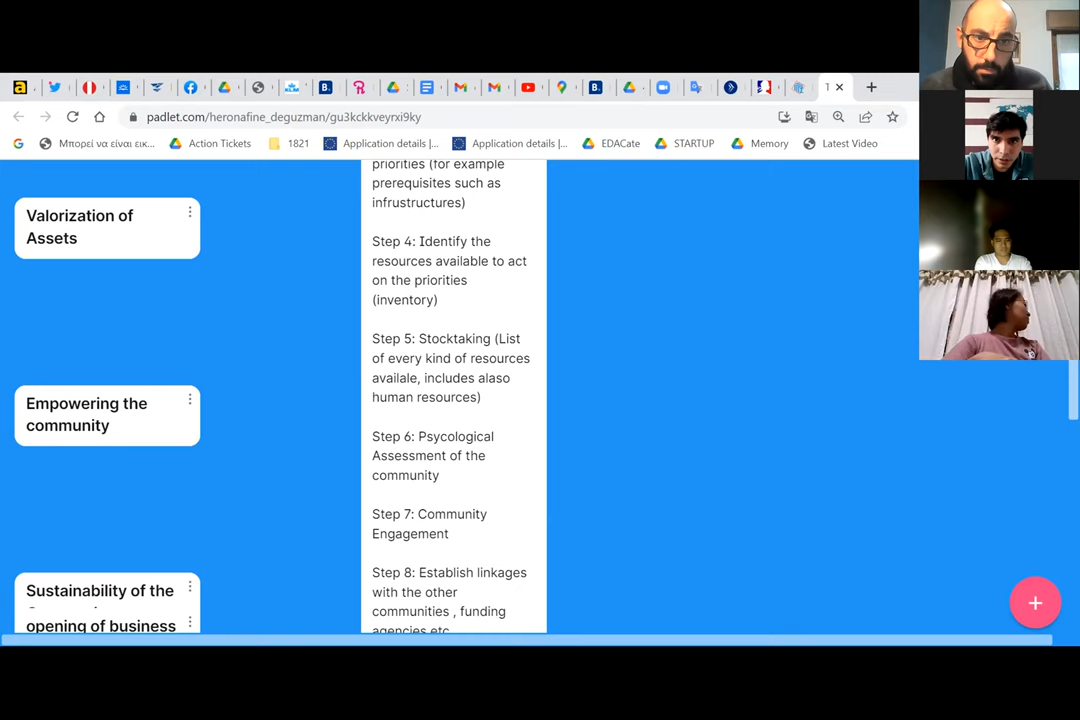 padlet.com/heronafine_deguzman/gu3kckkveyrxi9ky
Μπορεί να είναι εικ...
Action Tickets
1821
Application details |...
Application details |...
EDACate
STARTUP
Memory
Latest Video
Valorization of
Assets
Empowering the
community
Sustainability of the
opening of business
priorities (for example
prerequisites such as
infrustructures)
Step 4: Identify the
resources available to act
on the priorities
(inventory)
Step 5: Stocktaking (List
of every kind of resources
availale, includes alaso
human resources)
Step 6: Psycological
Assessment of the
community
Step 7: Community
Engagement
Step 8: Establish linkages
with the other
communities , funding
agencies etc